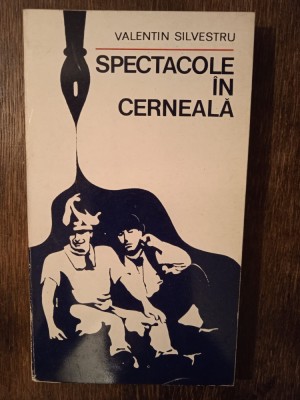 VALENTIN SILVESTRU
SPECTACOLE
ÎN
CERNEALĂ